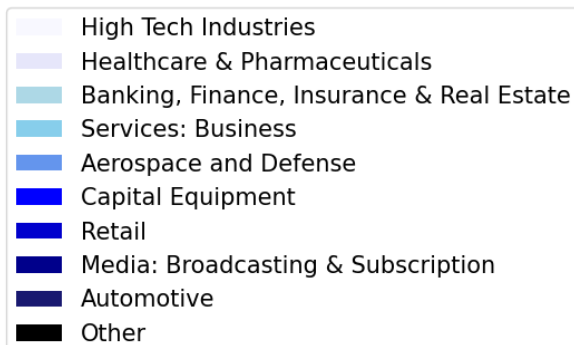 High Tech Industries
Healthcare & Pharmaceuticals
Banking, Finance, Insurance & Real Estate
Services: Business
Aerospace and Defense
Capital Equipment
Retail
Media: Broadcasting & Subscription
Automotive
Other